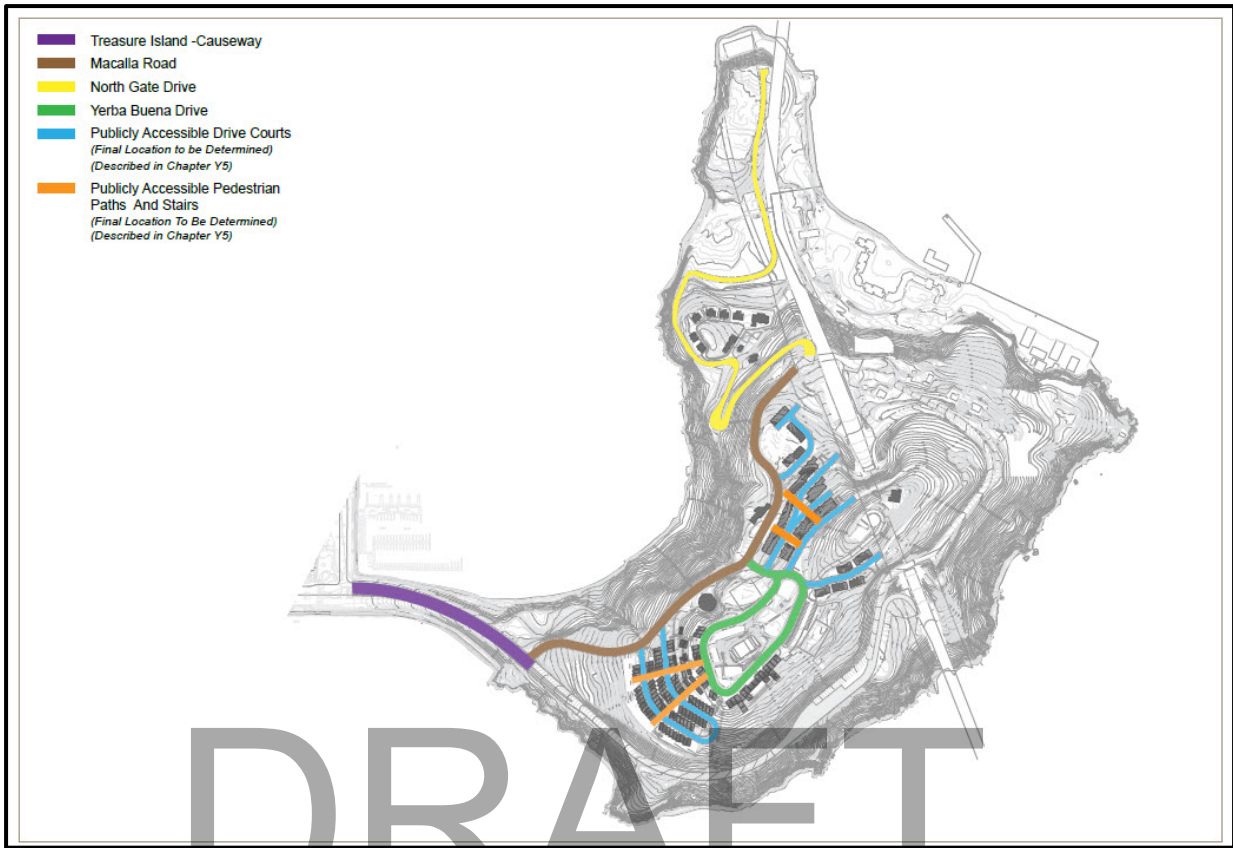 Treasure Island -Causeway
Macalla Road
North Gate Drive
Yerba Buena Drive
Publicly Accessible Drive Courts
(Final Location to be Determined)
(Described in Chapter Y5)
Publicly Accessible Pedestrian
Paths And Stairs
(Final Location To Be Determined)
(Described in Chapter Y5)
DRAFT